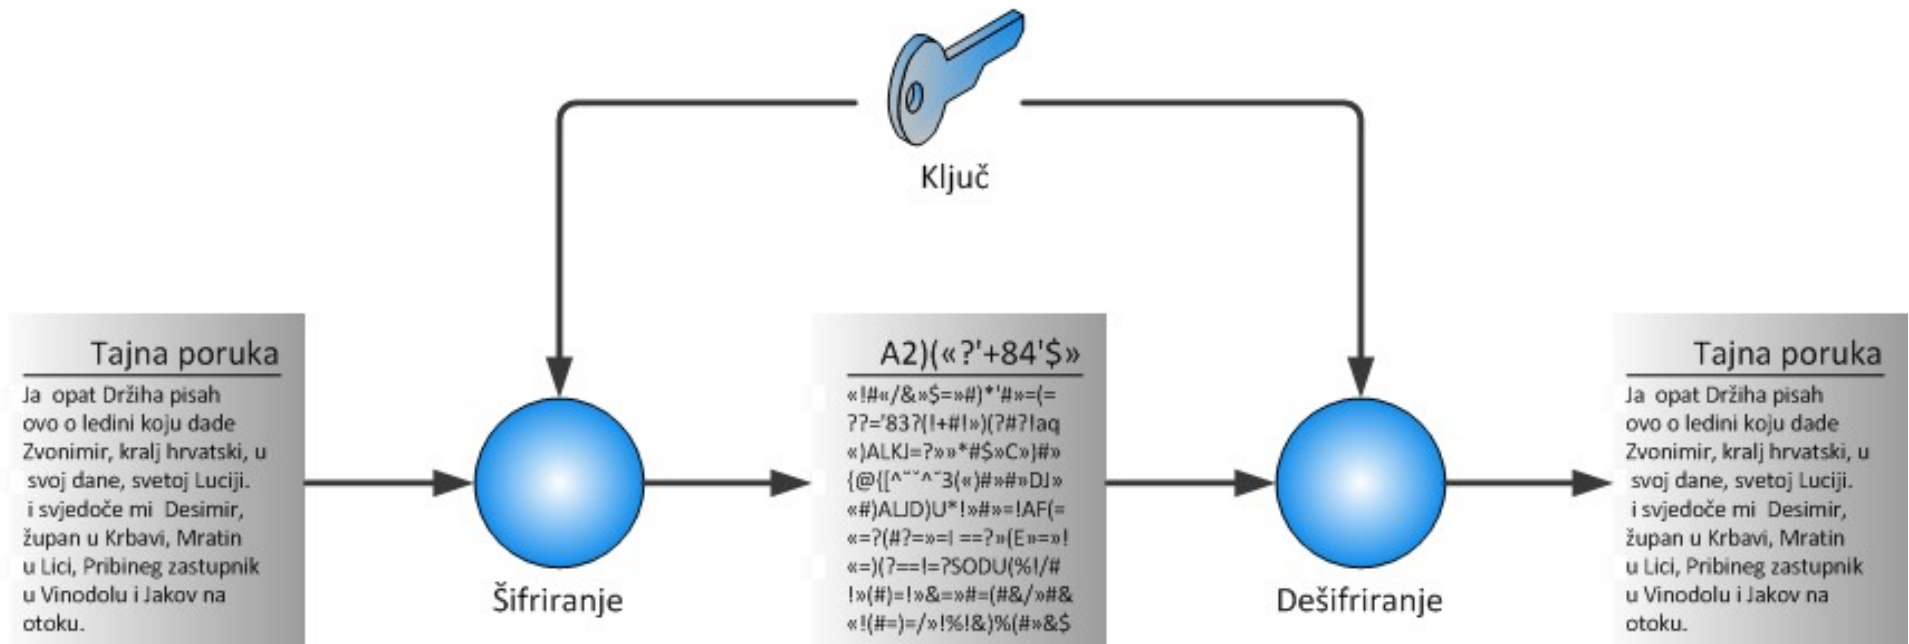 Ključ
Tajna poruka
Ja opat Držiha pisah
ovo o ledini koju dade
Zvonimir, kralj hrvatski, u
svoj dane, svetoj Luciji.
i svjedoče mi Desimir,
župan u Krbavi, Mratin
u Lici, Pribineg zastupnik
u Vinodolu i Jakov na
otoku.
Šifriranje
A2)(«?'+84'$»
«!#«/&»$=»#)*'#»=(=
??='83?(!+#!»)(?#?!aq
«)ALKJ=?»»*#$»C»)#»
«#)ALJD)U*!»#»=!AF(=
«=)(?==!=?SODU(%!/#
!»(#)=!»&=»#=(#&/»#&
«!(#=)=/»!%!&)%(#»&$
Dešifriranje
Tajna poruka
Ja opat Držiha pisah
ovo o ledini koju dade
Zvonimir, kralj hrvatski, u
svoj dane, svetoj Luciji.
i svjedoče mi Desimir,
župan u Krbavi, Mratin
u Lici, Pribineg zastupnik
u Vinodolu i Jakov na
otoku.